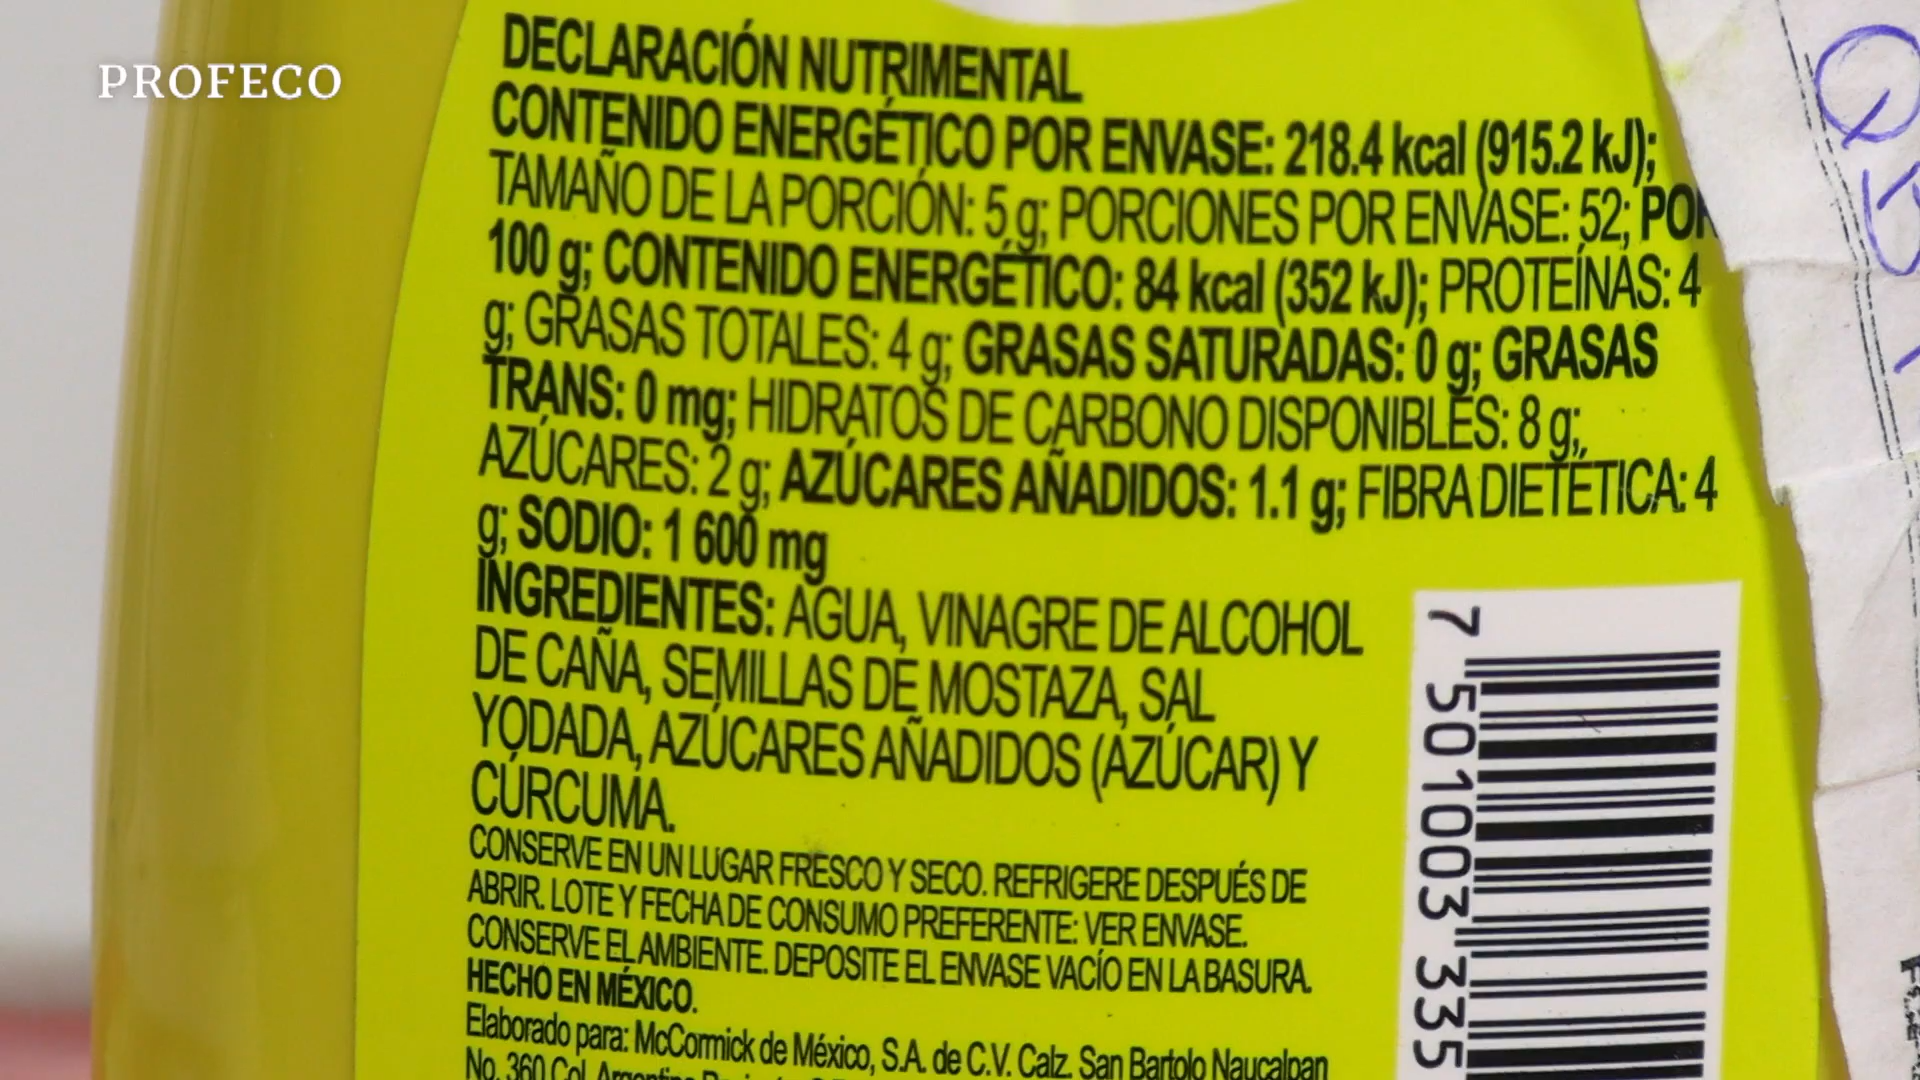 PROFECO
DECLARACIÓN NUTRIMENTAL
CONTENIDO ENERGÉTICO POR ENVASE: 218.4 kcal (915.2 kJ);
TAMAÑO DE LA PORCIÓN: 5 g; PORCIONES POR ENVASE: 52; POR
100 g; CONTENIDO ENERGÉTICO: 84 kcal (352 kJ); PROTEÍNAS: 4
g; GRASAS TOTALES: 4 g; GRASAS SATURADAS: 0 g; GRASAS
TRANS: 0 mg; HIDRATOS DE CARBONO DISPONIBLES: 8 g;
AZÚCARES: 2 g; AZÚCARES AÑADIDOS: 1.1 g; FIBRA DIETÉTICA: 4
g; SODIO: 1 600 mg
INGREDIENTES: AGUA, VINAGRE DE ALCOHOL
DE CAÑA, SEMILLAS DE MOSTAZA, SAL
YODADA, AZÚCARES AÑADIDOS (AZÚCAR) Y
CÚRCUMA.
CONSERVE EN UN LUGAR FRESCO Y SECO. REFRIGERE DESPUÉS DE
ABRIR. LOTE Y FECHA DE CONSUMO PREFERENTE: VER ENVASE.
CONSERVE EL AMBIENTE. DEPOSITE EL ENVASE VACÍO EN LA BASURA.
HECHO EN MÉXICO.
Elaborado para: McCormick de México, S.A. de C.V. Calz. San Bartolo Naucalpan
No. 360 Col. Argentina
7 501003 335